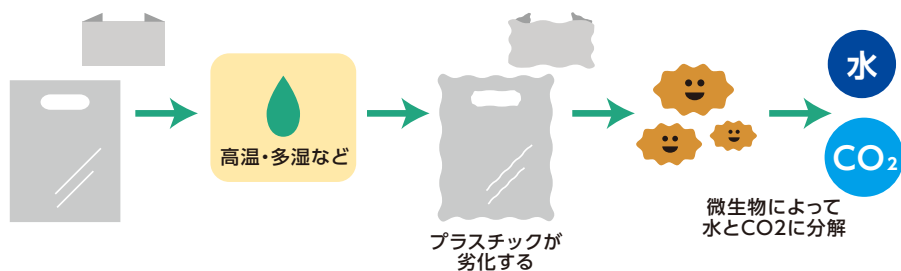 高温・多湿など
プラスチックが
劣化する
微生物によって
水とCO2に分解
水
CO₂